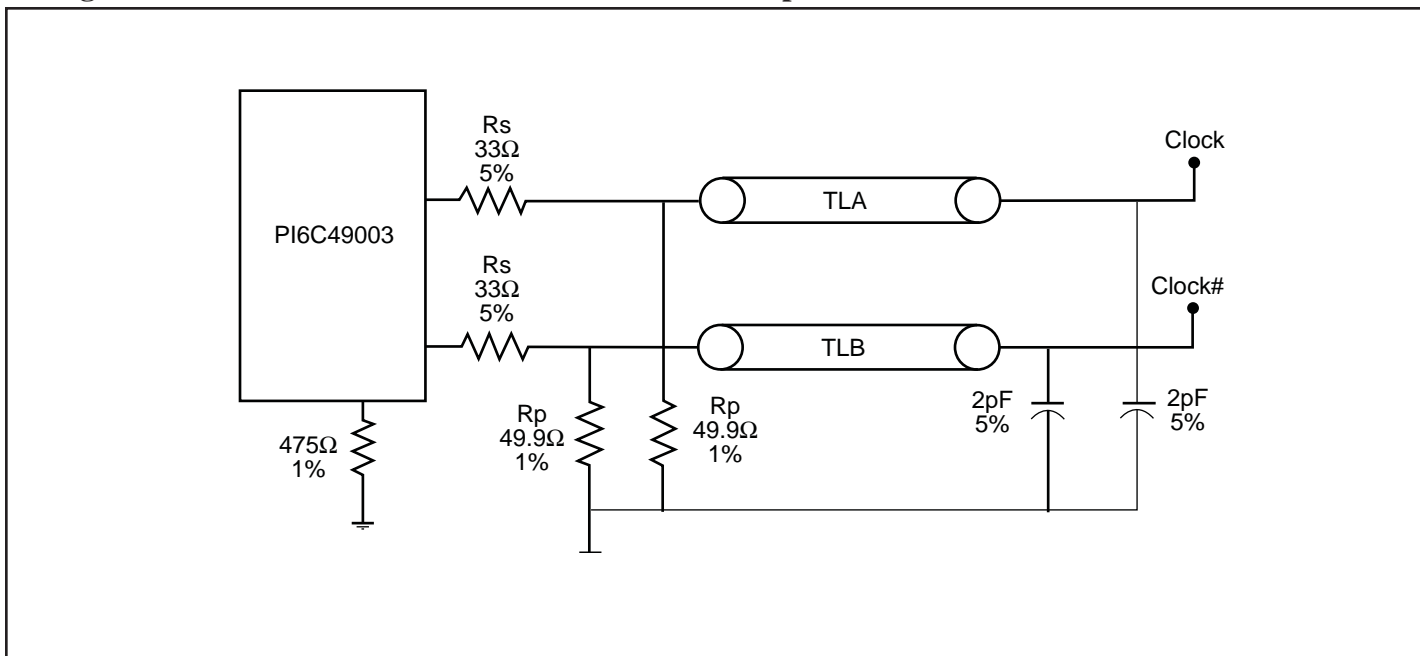 Rs
33Ω
5%
Clock
TLA
PI6C49003
Rs
33Ω
5%
Clock#
TLB
Rp
49.9Ω
1%
Rp
49.9Ω
1%
2pF
5%
2pF
5%
475Ω
1%